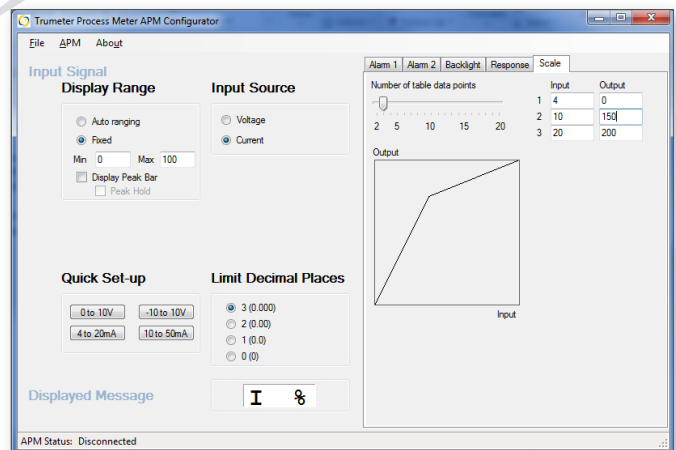 Trumeter Process Meter APM Configurator
File APM About
Input Signal
Display Range
Auto ranging
Fixed
Min 0 Max 100
Display Peak Bar
Peak Hold
Input Source
Voltage
Current
Quick Set-up
0 to 10V -10 to 10V
4 to 20mA 10 to 50mA
Limit Decimal Places
3 (0.000)
2 (0.00)
1 (0.0)
0 (0)
Displayed Message
I %
Alarm 1 Alarm 2 Backlight Response Scale
Number of table data points
2 5 10 15 20
Input Output
1 4 0
2 10 150
3 20 200
Output
Input
APM Status: Disconnected